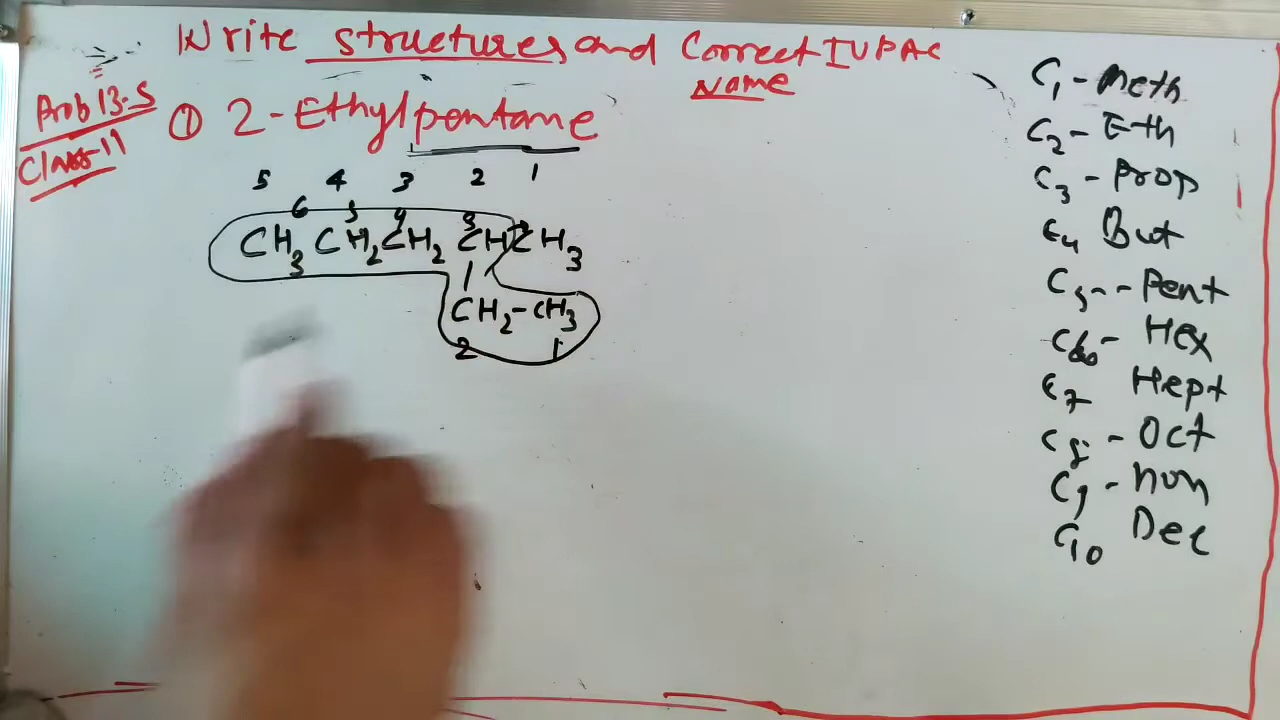 Write structures and Correct IUPAC
Name
Prob 13.5
Class-11
① 2-Ethylpentane
5 4 3 2 1
6 5 4 3
CH3 CH2 CH2 CH CH3
CH2-CH3
2 1
C1-Meth
C2-Eth
C3-Prop
C4 But
C5--Pent
C6-Hex
C7 Hept
C8-Oct
C9-non
C10 Dec